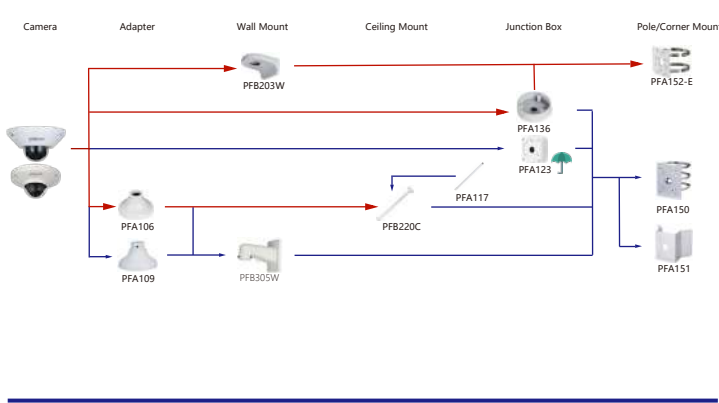 Camera Adapter Wall Mount Ceiling Mount Junction Box Pole/Corner Moun
PFB203W
PFA152-E
PFA136
PFA123
PFA117
PFA150
PFA106
PFB220C
PFA109
PFB305W
PFA151